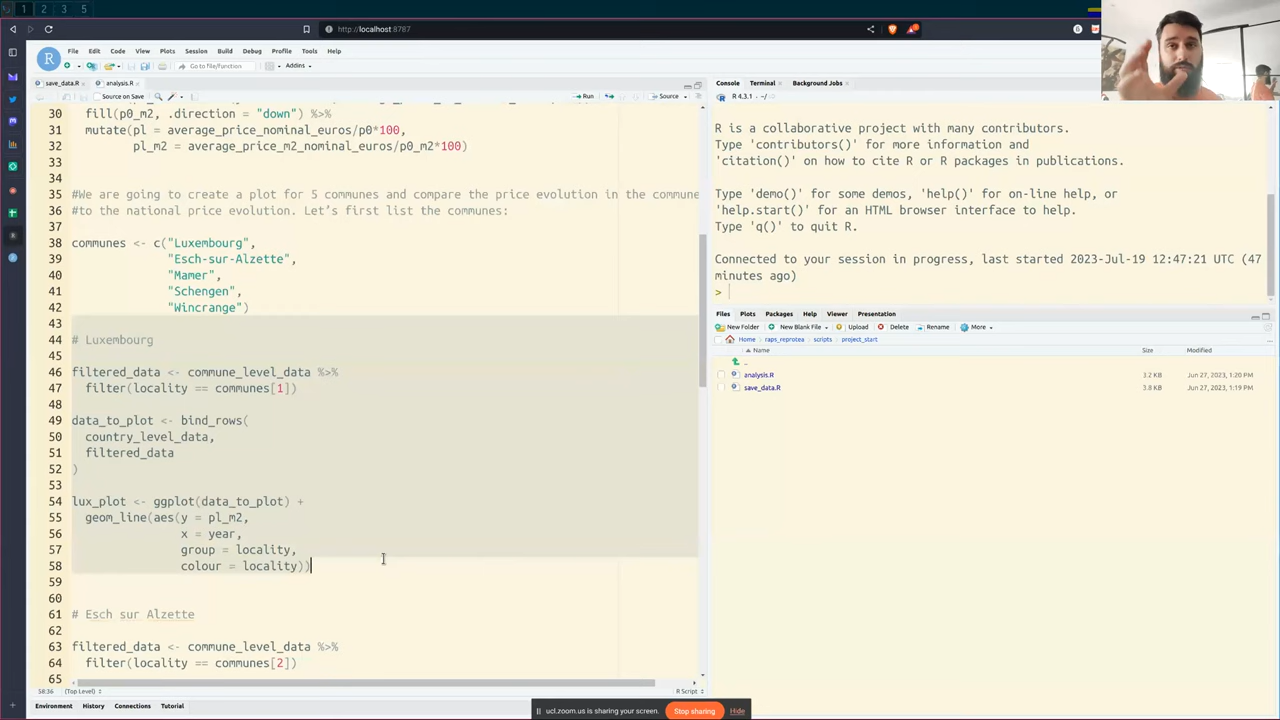 1 2 3 5
http://localhost:8787
File Edit Code View Plots Session Build Debug Profile Tools Help
Go to file/function
Addins
save_data.R
analysis.R
Source on Save
Run
Source
30 fill(p0_m2, .direction = "down") %>%
31 mutate(pl = average_price_nominal_euros/p0*100,
32 pl_m2 = average_price_m2_nominal_euros/p0_m2*100)
33
34
35 #We are going to create a plot for 5 communes and compare the price evolution in the commune
36 #to the national price evolution. Let’s first list the communes:
37
38 communes <- c("Luxembourg",
39 "Esch-sur-Alzette",
40 "Mamer",
41 "Schengen",
42 "Wincrange")
43
44 # Luxembourg
45
46 filtered_data <- commune_level_data %>%
47 filter(locality == communes[1])
48
49 data_to_plot <- bind_rows(
50 country_level_data,
51 filtered_data
52 )
53
54 lux_plot <- ggplot(data_to_plot) +
55 geom_line(aes(y = pl_m2,
56 x = year,
57 group = locality,
58 colour = locality))
59
60
61 # Esch sur Alzette
62
63 filtered_data <- commune_level_data %>%
64 filter(locality == communes[2])
65
58:36 (Top Level) R Script
Environment History Connections Tutorial
Console Terminal Background Jobs
R 4.3.1 · ~/
R is a collaborative project with many contributors.
Type 'contributors()' for more information and
'citation()' on how to cite R or R packages in publications.
Type 'demo()' for some demos, 'help()' for on-line help, or
'help.start()' for an HTML browser interface to help.
Type 'q()' to quit R.
Connected to your session in progress, last started 2023-Jul-19 12:47:21 UTC (47
minutes ago)
>
Files Plots Packages Help Viewer Presentation
New Folder New Blank File Upload Delete Rename More
Home raps_reprotea scripts project_start
Name Size Modified
..
analysis.R 3.2 KB Jun 27, 2023, 1:20 PM
save_data.R 3.8 KB Jun 27, 2023, 1:19 PM
ucl.zoom.us is sharing your screen. Stop sharing Hide